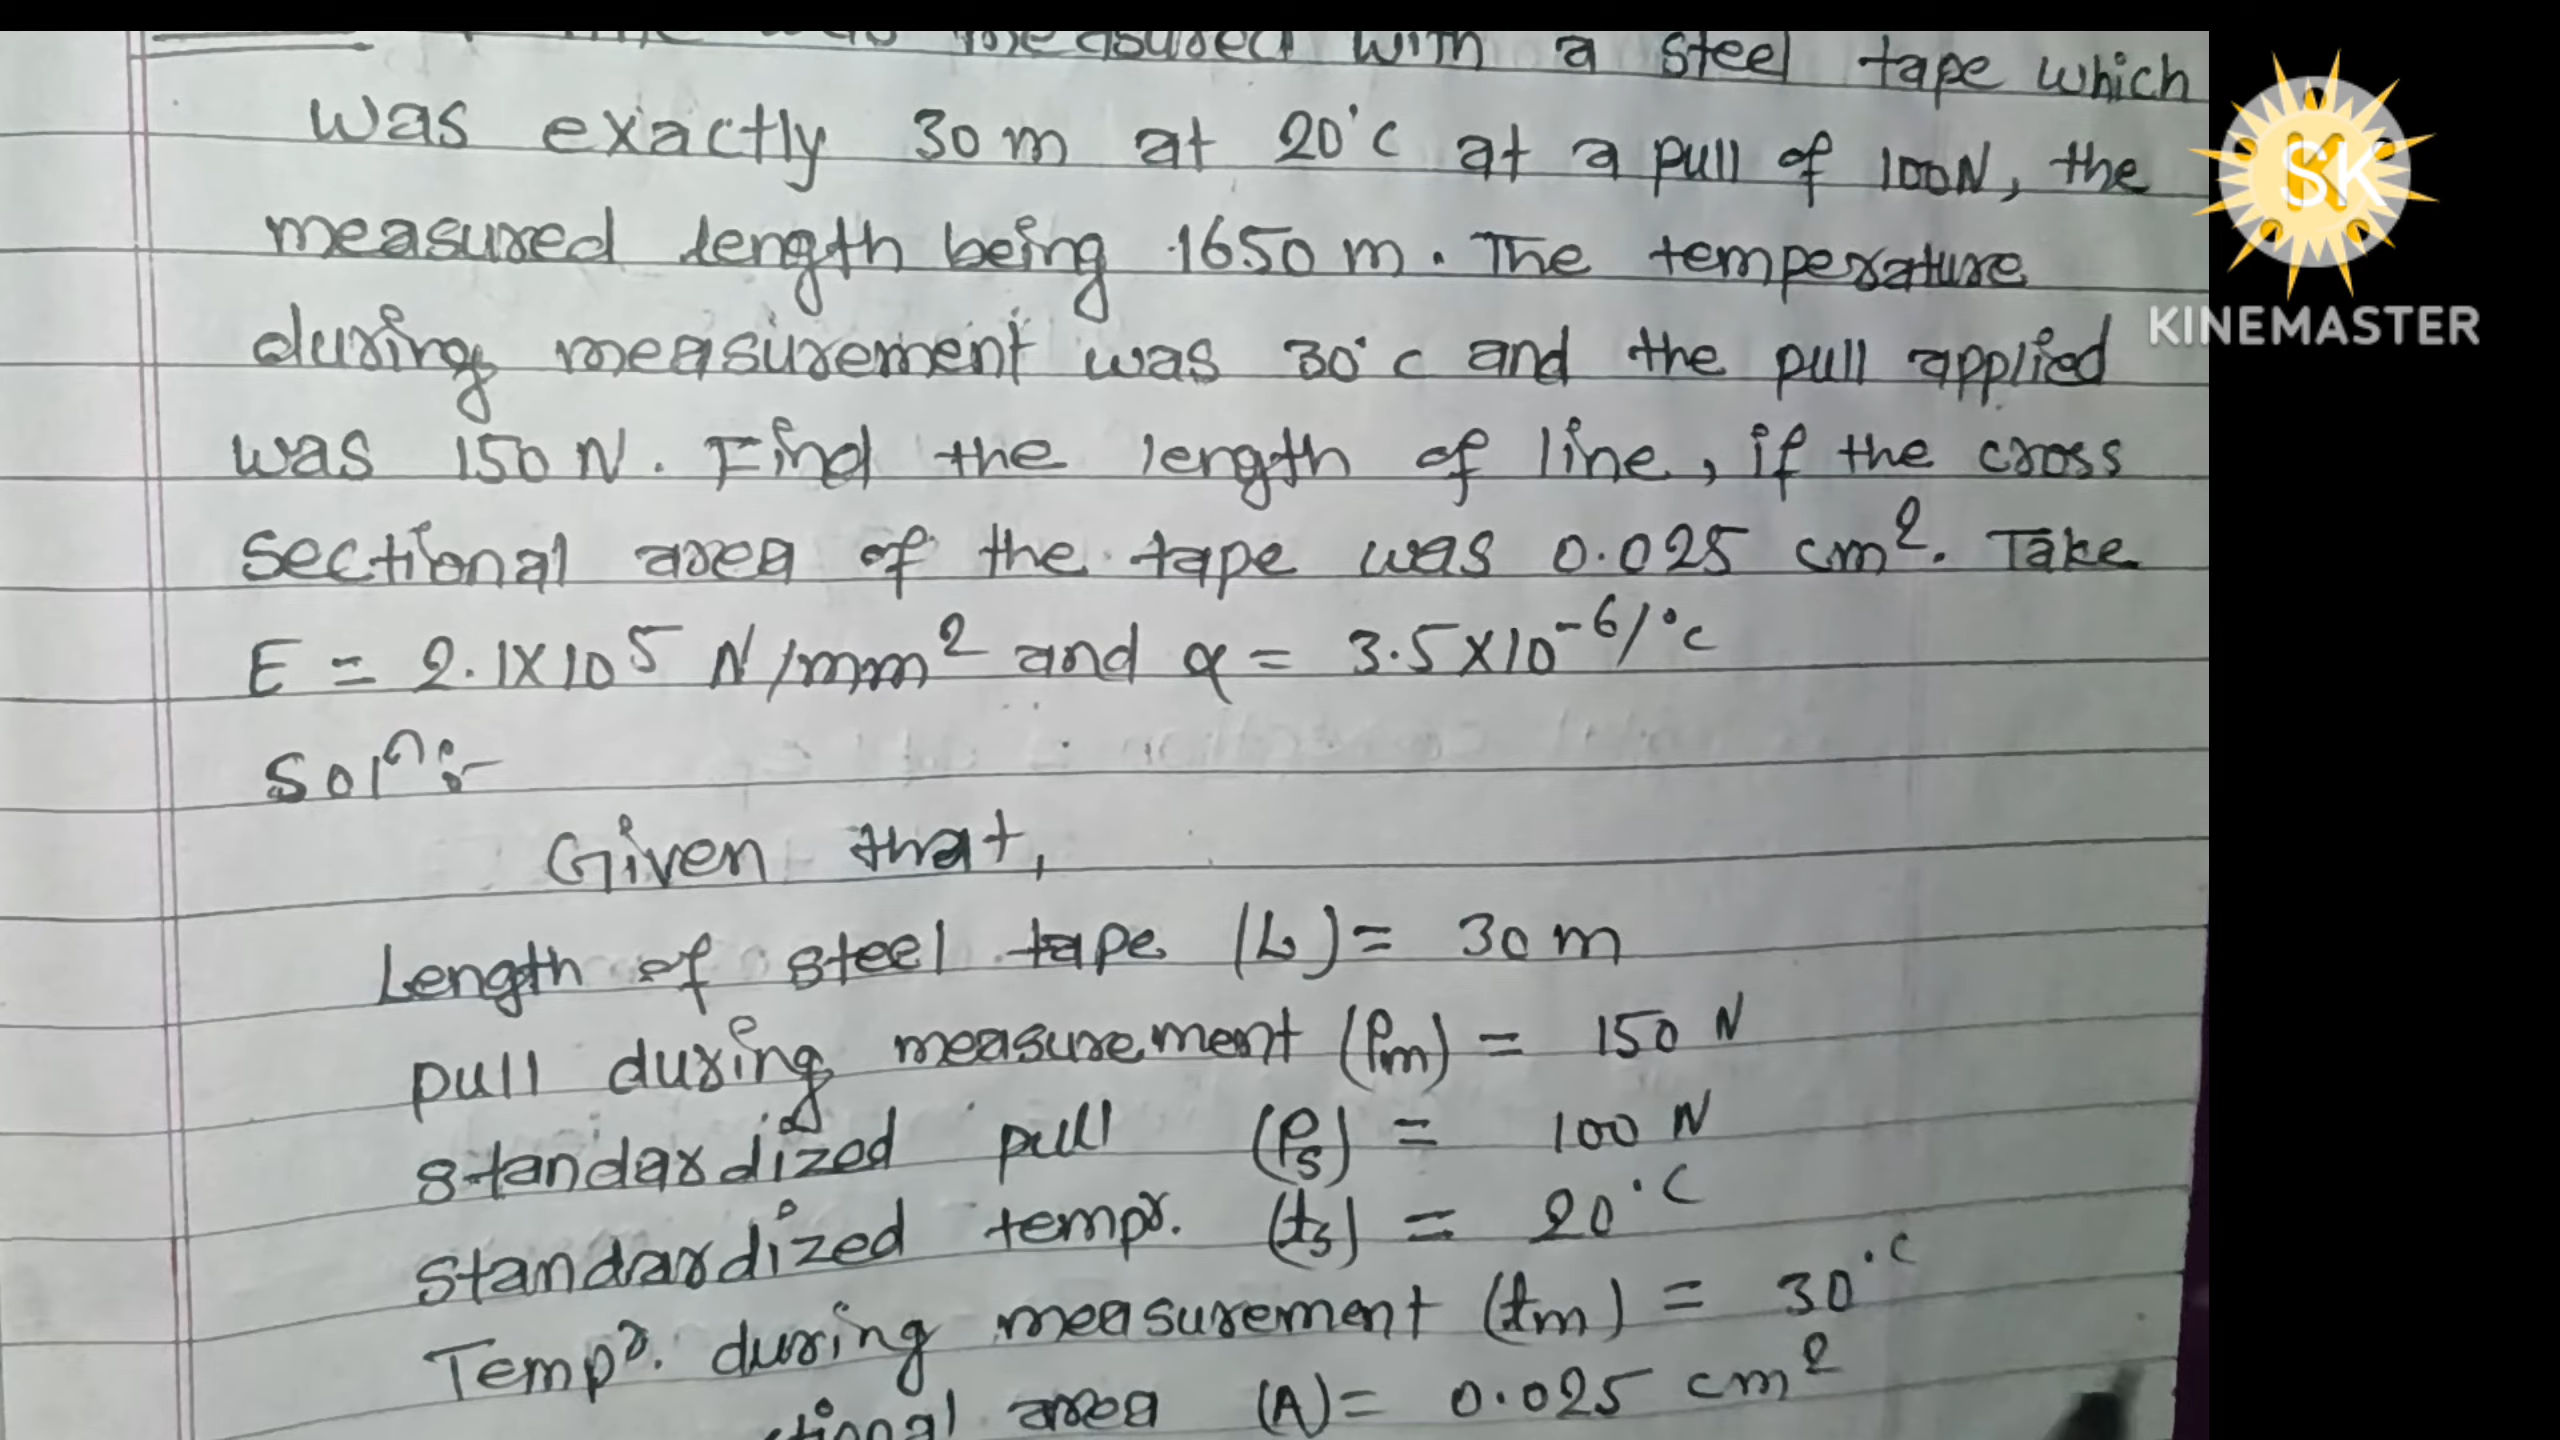 measured with a steel tape which
was exactly 30 m at 20°C at a pull of 100N, the
measured length being 1650 m. The temperature
during measurement was 30°C and the pull applied
was 150 N. Find the length of line, if the cross
sectional area of the tape was 0.025 cm². Take
E = 2.1×10⁵ N/mm² and α = 3.5×10⁻⁶/°C
Solⁿ:-
Given that,
Length of steel tape (L) = 30 m
pull during measurement (Pm) = 150 N
standardized pull (Ps) = 100 N
standardized tempr. (ts) = 20°C
Tempr. during measurement (tm) = 30°C
area (A) = 0.025 cm²
SK
KINEMASTER